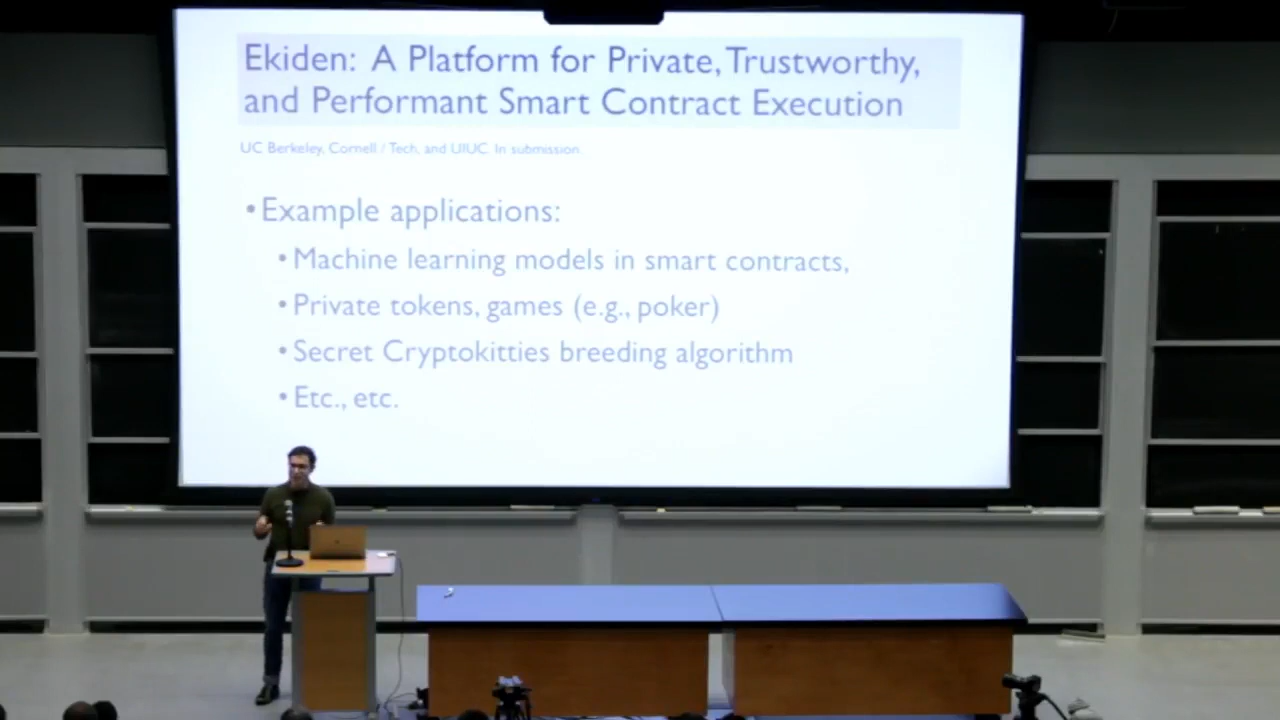 Ekiden: A Platform for Private, Trustworthy,
and Performant Smart Contract Execution
UC Berkeley, Cornell / Tech, and UIUC. In submission.
• Example applications:
• Machine learning models in smart contracts,
• Private tokens, games (e.g., poker)
• Secret Cryptokitties breeding algorithm
• Etc., etc.